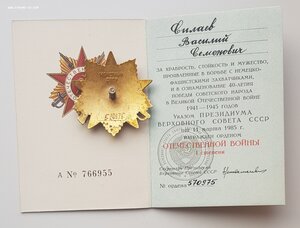 А № 766955
Силаев
Василий
Семенович
ЗА ХРАБРОСТЬ, СТОЙКОСТЬ И МУЖЕСТВО,
ПРОЯВЛЕННЫЕ В БОРЬБЕ С НЕМЕЦКО-
ФАШИСТСКИМИ ЗАХВАТЧИКАМИ,
И В ОЗНАМЕНОВАНИЕ 40-ЛЕТИЯ
ПОБЕДЫ СОВЕТСКОГО НАРОДА
В ВЕЛИКОЙ ОТЕЧЕСТВЕННОЙ ВОЙНЕ
1941—1945 ГОДОВ
УКАЗОМ ПРЕЗИДИУМА
ВЕРХОВНОГО СОВЕТА СССР
ОТ 11 МАРТА 1985 Г.
НАГРАЖДЕН ОРДЕНОМ
ОТЕЧЕСТВЕННОЙ ВОЙНЫ
I СТЕПЕНИ
Секретарь Президиума
Верховного Совета СССР
№ ордена 570975